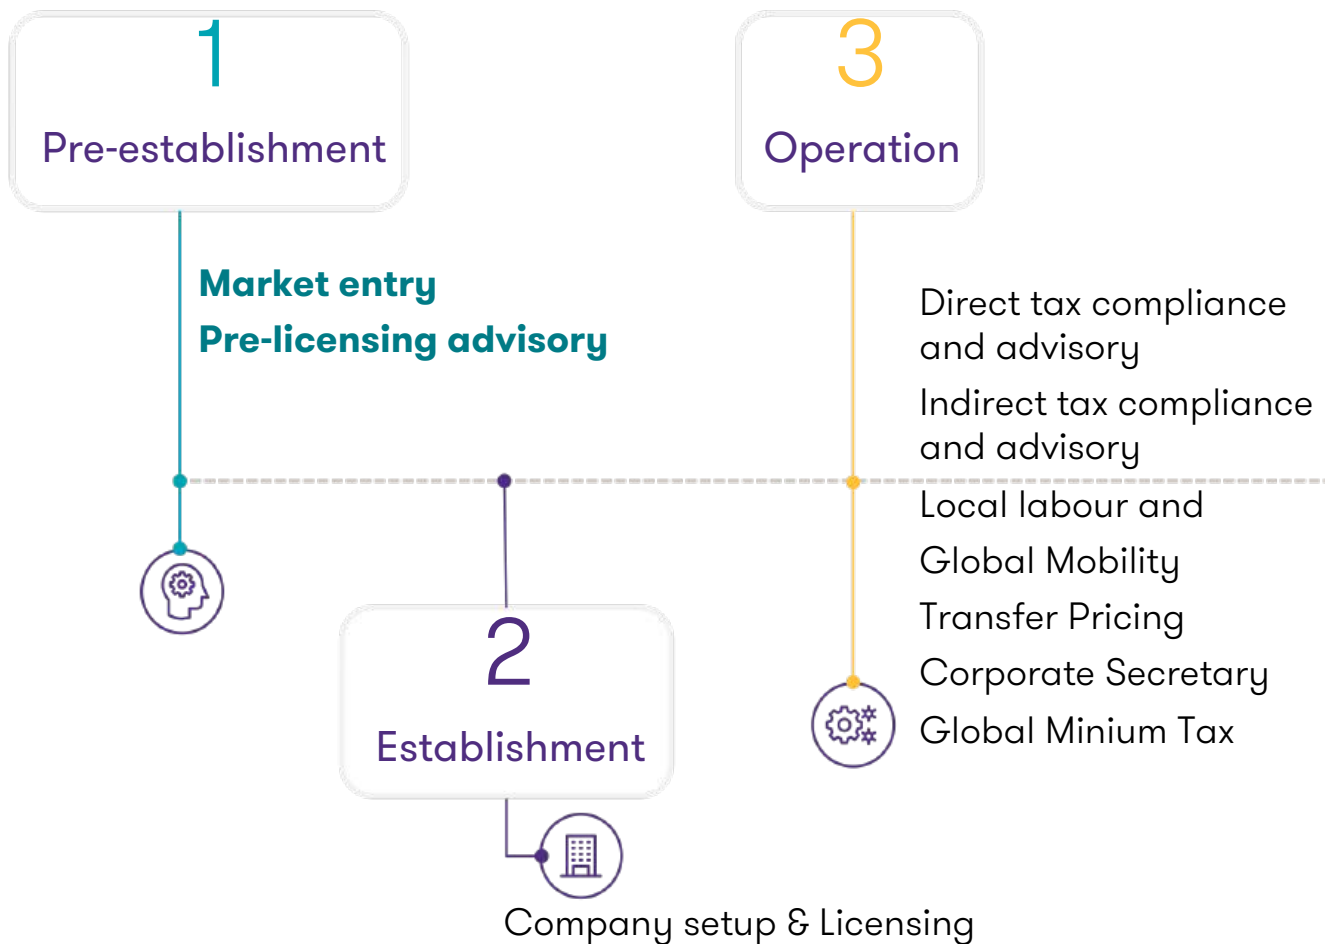 1
Pre-establishment
Market entry
Pre-licensing advisory
2
Establishment
Company setup & Licensing
3
Operation
Direct tax compliance
and advisory
Indirect tax compliance
and advisory
Local labour and
Global Mobility
Transfer Pricing
Corporate Secretary
Global Minium Tax